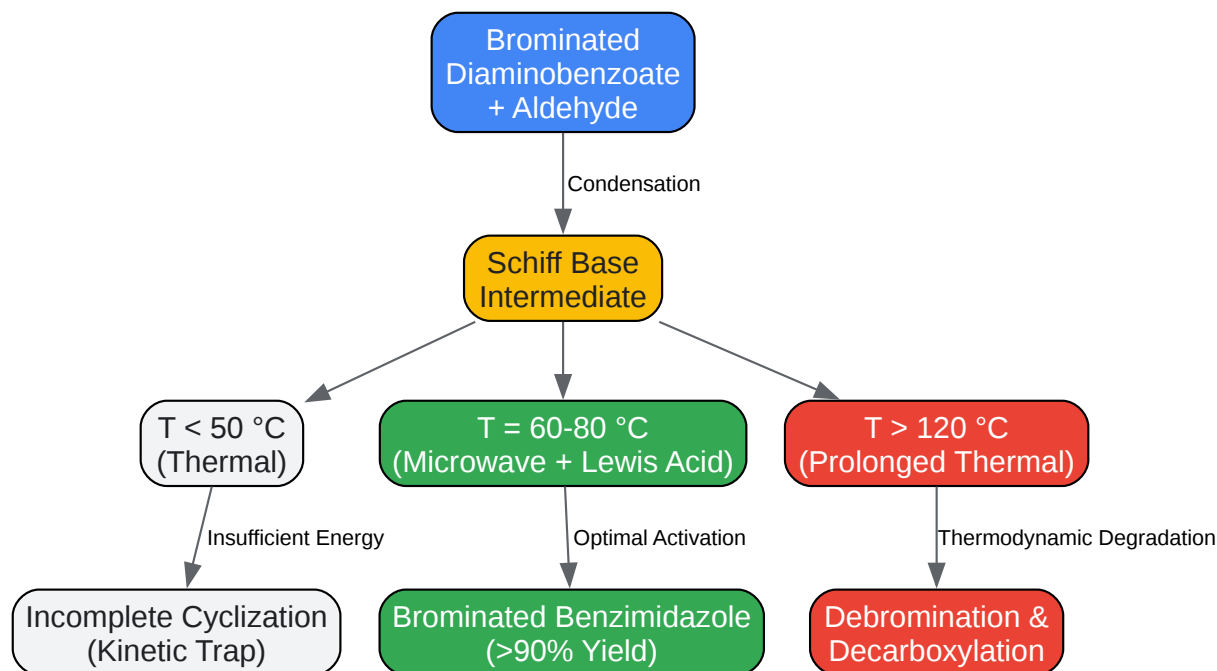 Brominated
Diaminobenzoate
+ Aldehyde
Condensation
Schiff Base
Intermediate
T < 50 °C
(Thermal)
T = 60-80 °C
(Microwave + Lewis Acid)
T > 120 °C
(Prolonged Thermal)
Insufficient Energy
Optimal Activation
Thermodynamic Degradation
Incomplete Cyclization
(Kinetic Trap)
Brominated Benzimidazole
(>90% Yield)
Debromination &
Decarboxylation